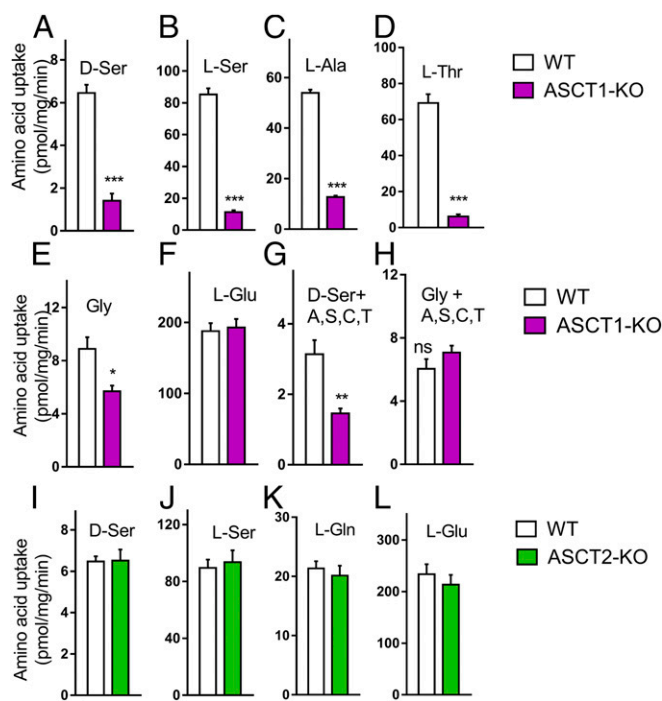 A
B
C
D
D-Ser
L-Ser
L-Ala
L-Thr
WT
ASCT1-KO
Amino acid uptake
(pmol/mg/min)
8
6
4
2
0
100
80
60
40
20
0
60
40
20
0
100
80
60
40
20
0
***
***
***
***
E
F
G
H
Gly
L-Glu
D-Ser+
A,S,C,T
Gly +
A,S,C,T
WT
ASCT1-KO
Amino acid uptake
(pmol/mg/min)
12
8
4
0
200
100
0
4
2
0
12
8
4
0
*
**
ns
I
J
K
L
D-Ser
L-Ser
L-Gln
L-Glu
WT
ASCT2-KO
Amino acid uptake
(pmol/mg/min)
8
6
4
2
0
120
80
40
0
30
20
10
0
300
200
100
0